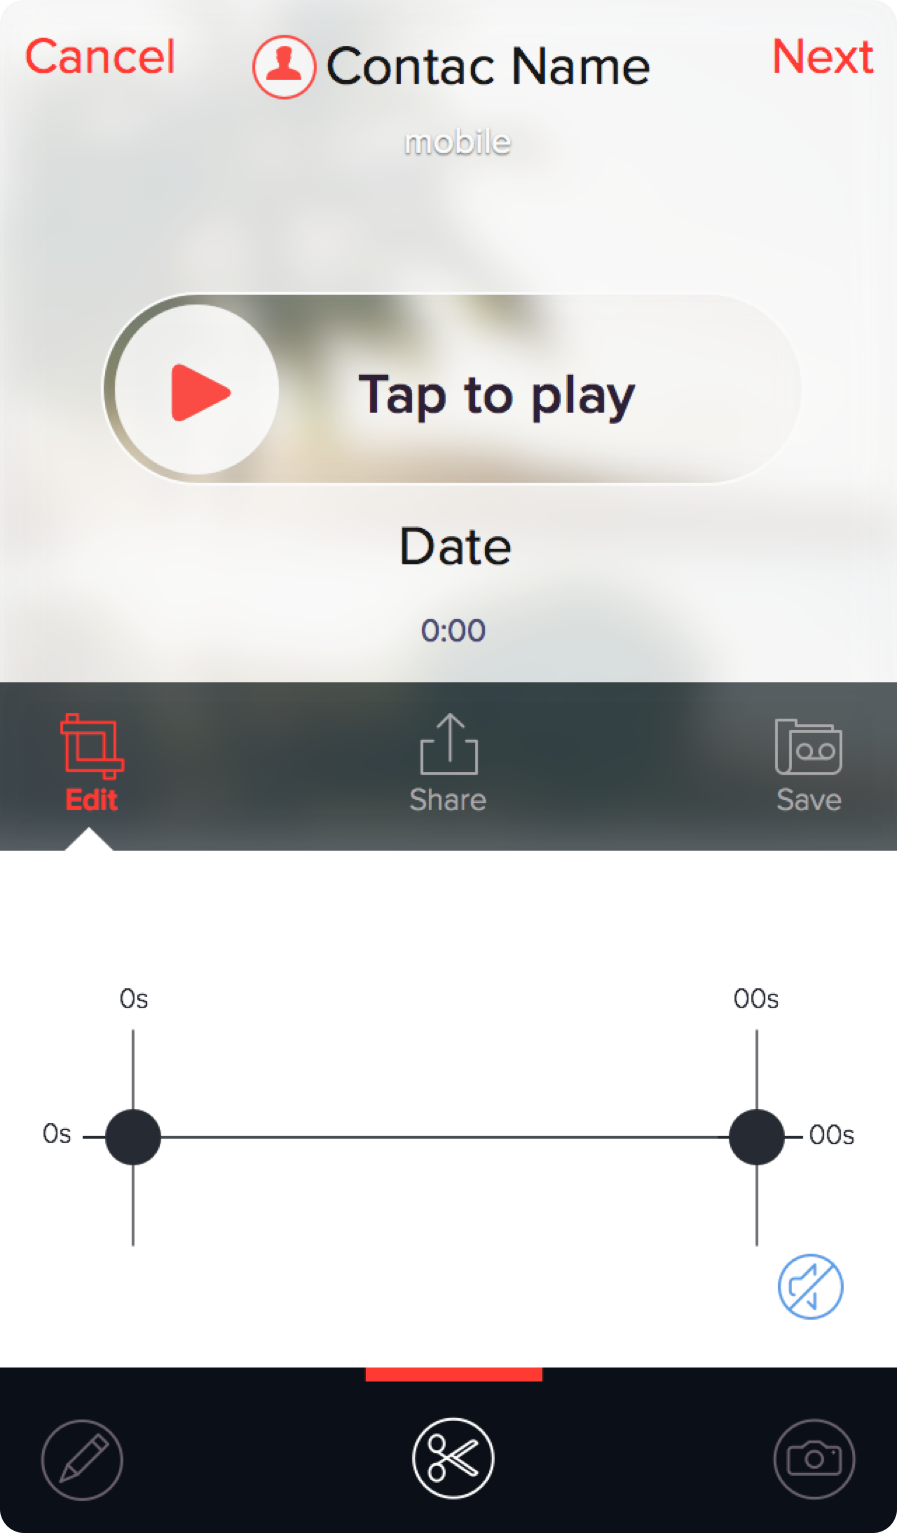 Cancel
Contac Name
Next
mobile
Tap to play
Date
0:00
Edit
Share
Save
0s
00s
0s
00s